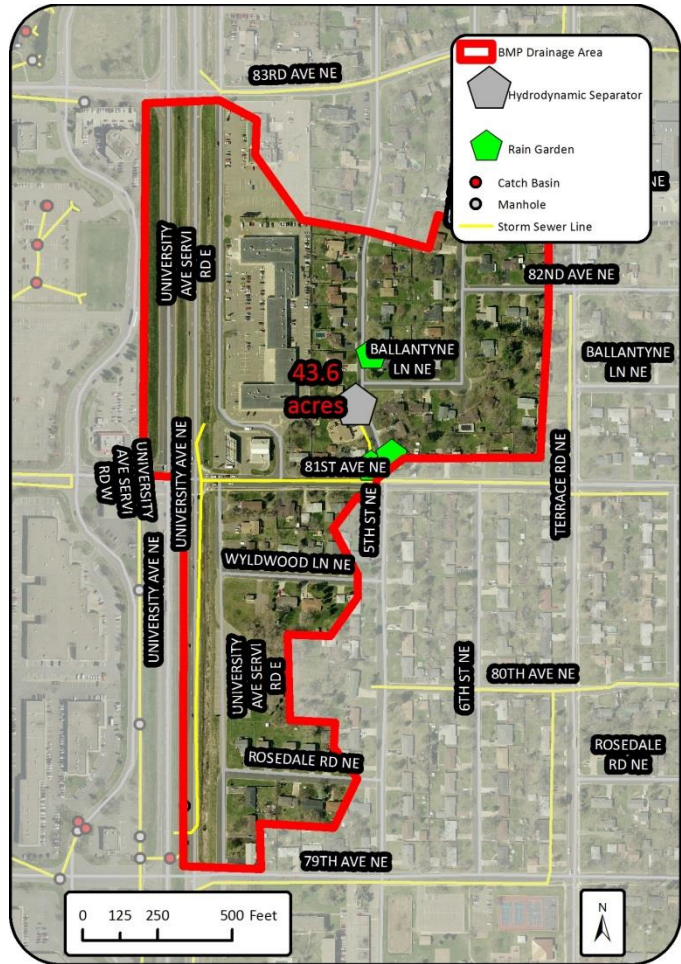 83RD AVE NE
BMP Drainage Area
Hydrodynamic Separator
Rain Garden
Catch Basin
Manhole
Storm Sewer Line
UNIVERSITY
AVE SERVI
RD E
82ND AVE NE
BALLANTYNE
LN NE
BALLANTYNE
LN NE
43.6
acres
81ST AVE NE
UNIVERSITY
AVE SERVI
RD W
UNIVERSITY AVE NE
5TH ST NE
TERRACE RD NE
WYLDWOOD LN NE
UNIVERSITY AVE NE
UNIVERSITY
AVE SERVI
RD E
6TH ST NE
80TH AVE NE
ROSEDALE RD NE
ROSEDALE
RD NE
79TH AVE NE
0 125 250 500 Feet
N